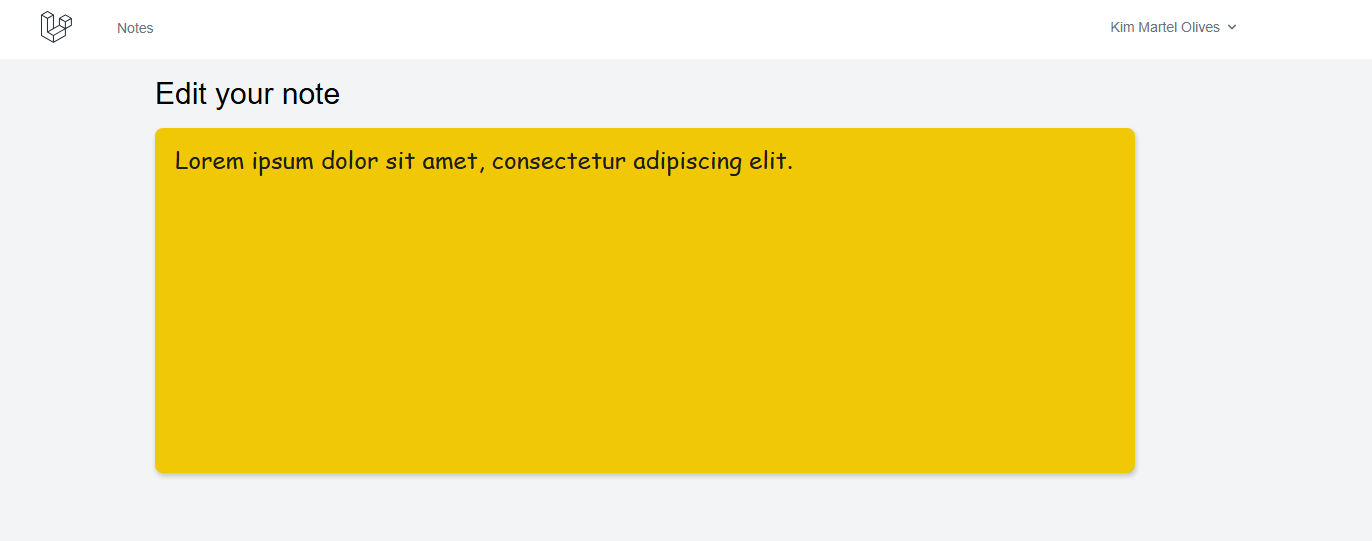 Notes
Kim Martel Olives
Edit your note
Lorem ipsum dolor sit amet, consectetur adipiscing elit.